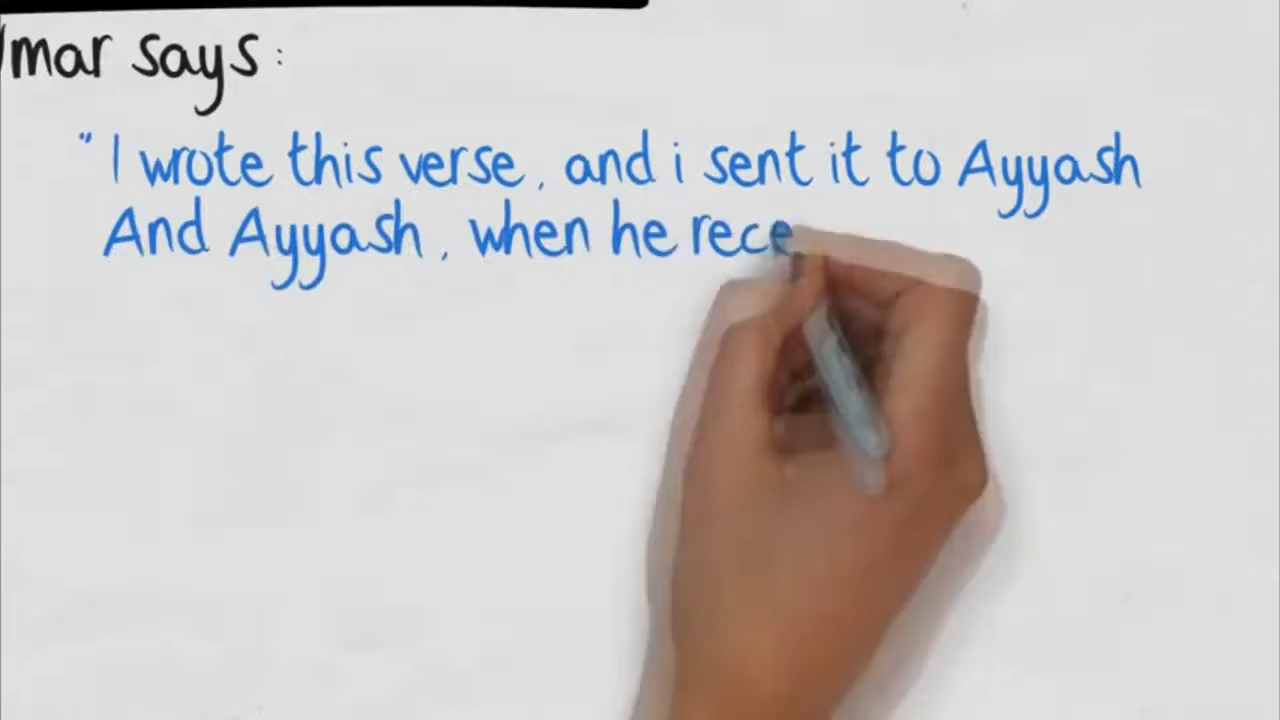 mar says:
" I wrote this verse, and i sent it to Ayyash
And Ayyash, when he rece